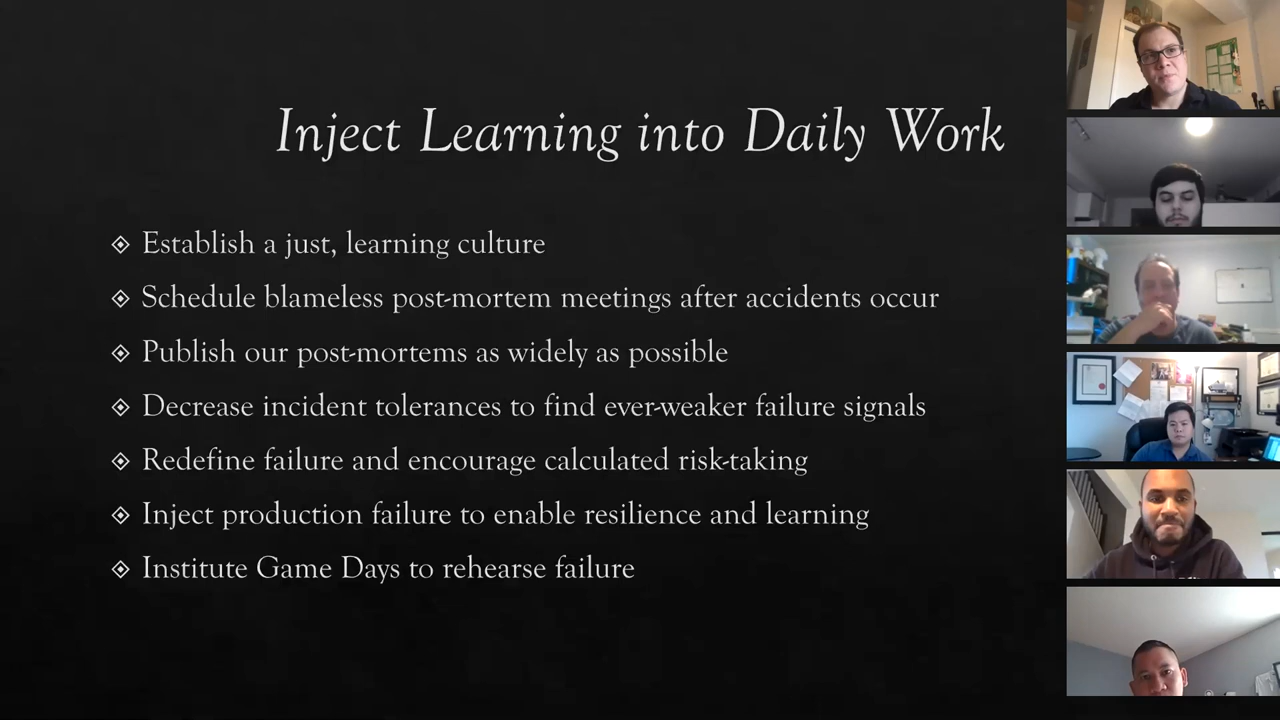 Inject Learning into Daily Work
Establish a just, learning culture
Schedule blameless post-mortem meetings after accidents occur
Publish our post-mortems as widely as possible
Decrease incident tolerances to find ever-weaker failure signals
Redefine failure and encourage calculated risk-taking
Inject production failure to enable resilience and learning
Institute Game Days to rehearse failure